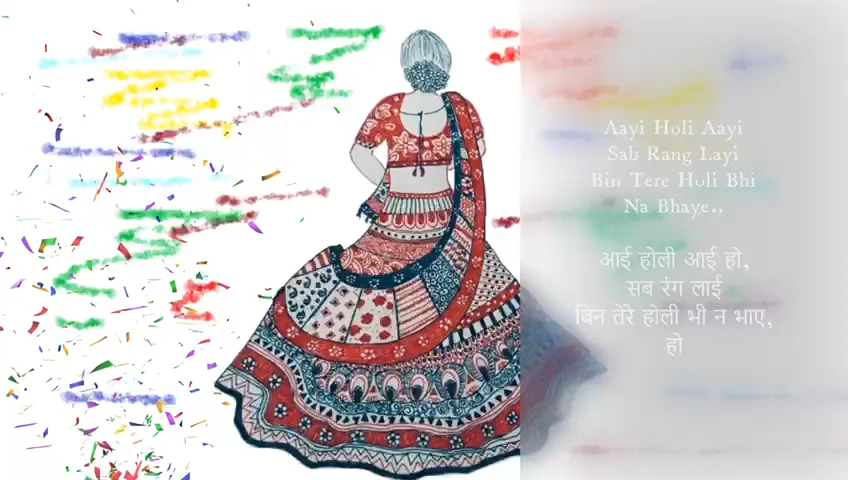 Aayi Holi Aayi
Sab Rang Layi
Bin Tere Holi Bhi
Na Bhaye..
आई होली आई हो,
सब रंग लाई
बिन तेरे होली भी न भाए,
हो